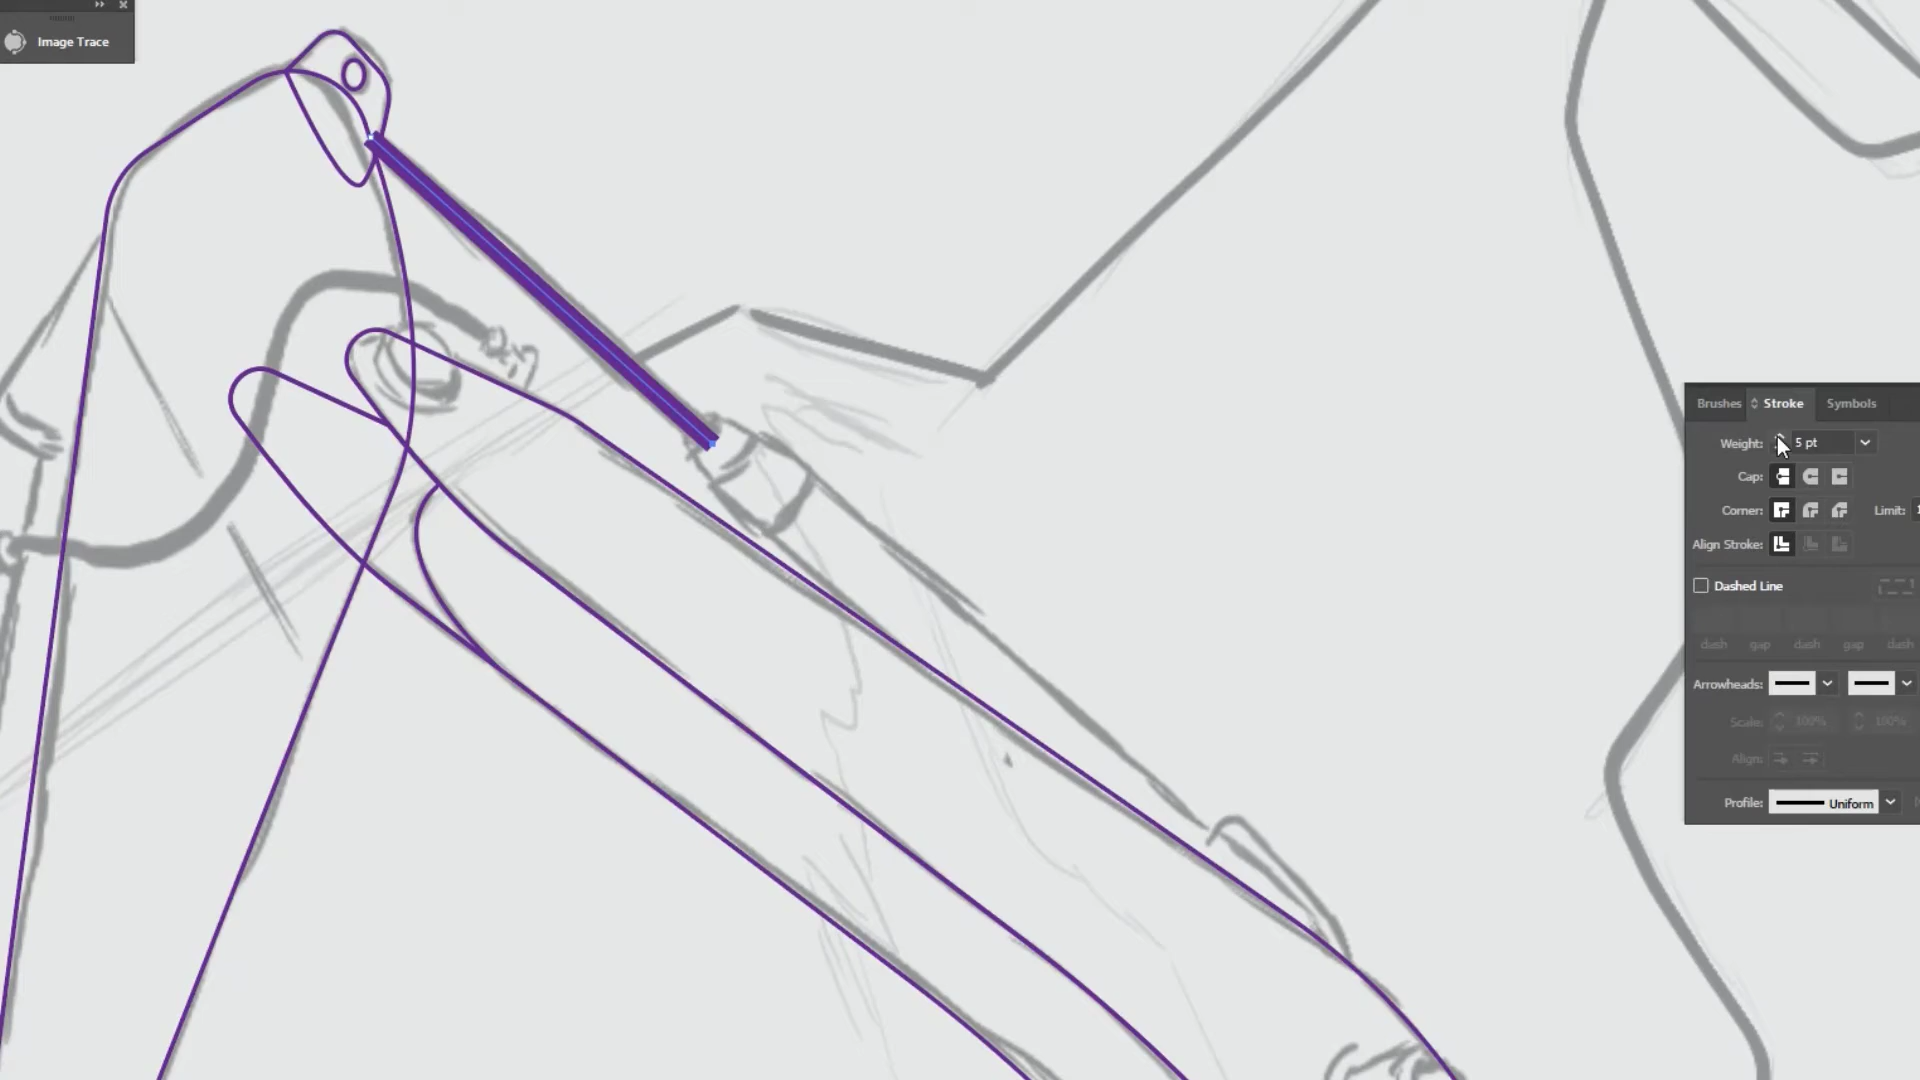 Image Trace
Brushes Stroke Symbols
Weight: 5 pt
Cap:
Corner: Limit:
Align Stroke:
Dashed Line
dash gap dash gap dash
Arrowheads:
Scale: 100% 100%
Align:
Profile: Uniform